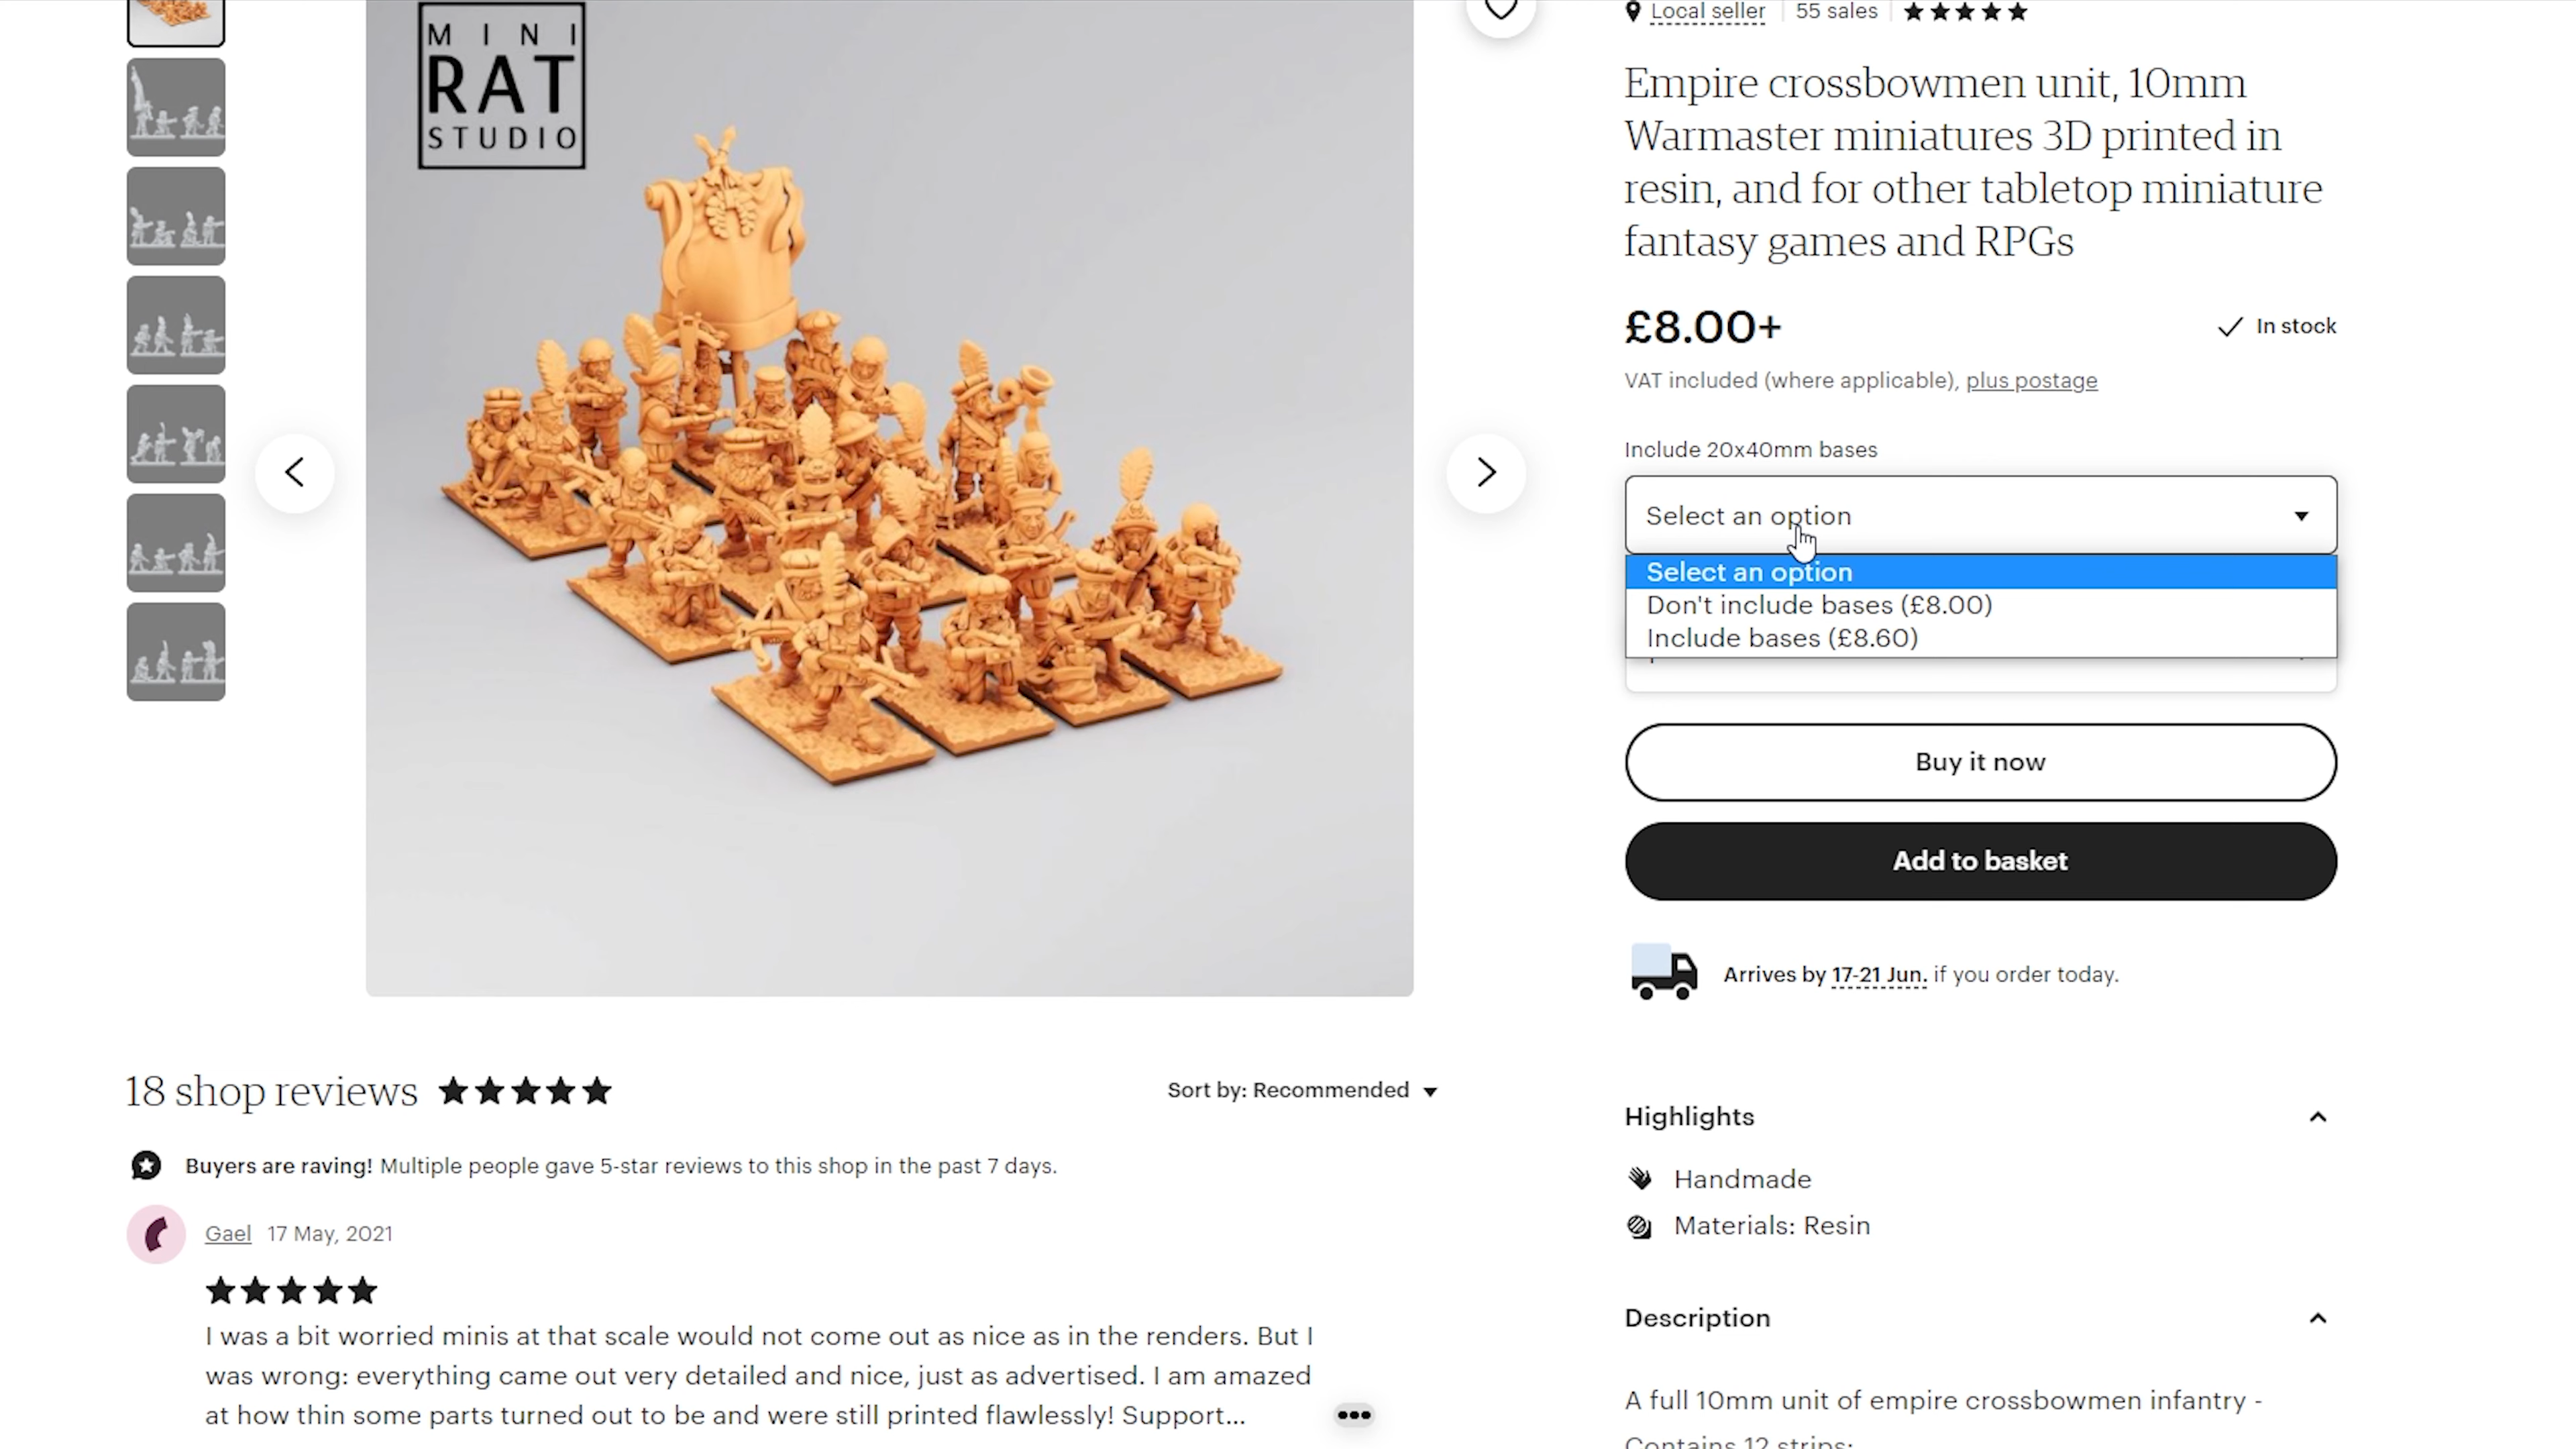 MINI
RAT
STUDIO
Local seller
55 sales
Empire crossbowmen unit, 10mm
Warmaster miniatures 3D printed in
resin, and for other tabletop miniature
fantasy games and RPGs
£8.00+
In stock
VAT included (where applicable), plus postage
Include 20x40mm bases
Select an option
Select an option
Don't include bases (£8.00)
Include bases (£8.60)
Buy it now
Add to basket
Arrives by 17-21 Jun. if you order today.
18 shop reviews
Sort by: Recommended
Buyers are raving! Multiple people gave 5-star reviews to this shop in the past 7 days.
Gael 17 May, 2021
I was a bit worried minis at that scale would not come out as nice as in the renders. But I
was wrong: everything came out very detailed and nice, just as advertised. I am amazed
at how thin some parts turned out to be and were still printed flawlessly! Support...
Highlights
Handmade
Materials: Resin
Description
A full 10mm unit of empire crossbowmen infantry -
Contains 12 strips: